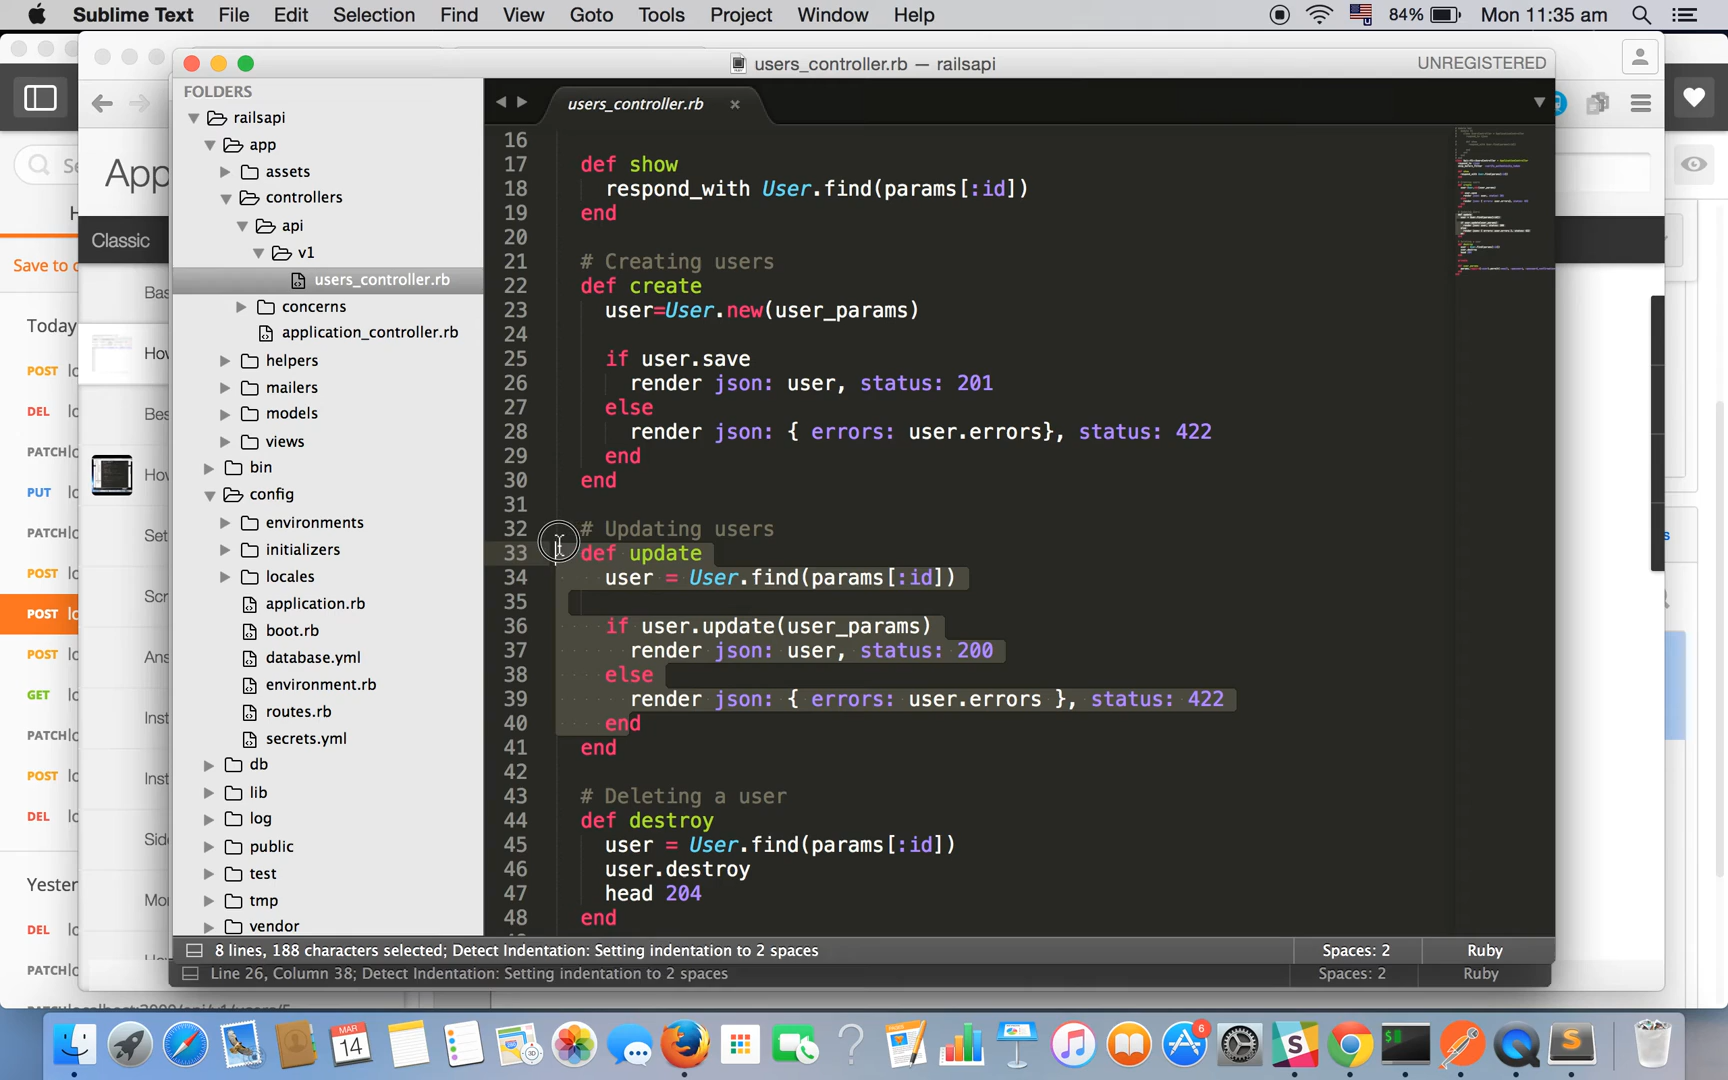 Sublime Text File Edit Selection Find View Goto Tools Project Window Help 84% Mon 11:35 am
users_controller.rb — railsapi UNREGISTERED
FOLDERS
railsapi
app
assets
controllers
api
v1
users_controller.rb
concerns
application_controller.rb
helpers
mailers
models
views
bin
config
environments
initializers
locales
application.rb
boot.rb
database.yml
environment.rb
routes.rb
secrets.yml
db
lib
log
public
test
tmp
vendor
users_controller.rb ×
16
17 def show
18 respond_with User.find(params[:id])
19 end
20
21 # Creating users
22 def create
23 user=User.new(user_params)
24
25 if user.save
26 render json: user, status: 201
27 else
28 render json: { errors: user.errors}, status: 422
29 end
30 end
31
32 # Updating users
33 def update
34 user = User.find(params[:id])
35
36 if user.update(user_params)
37 render json: user, status: 200
38 else
39 render json: { errors: user.errors }, status: 422
40 end
41 end
42
43 # Deleting a user
44 def destroy
45 user = User.find(params[:id])
46 user.destroy
47 head 204
48 end
8 lines, 188 characters selected; Detect Indentation: Setting indentation to 2 spaces Spaces: 2 Ruby
Line 26, Column 38; Detect Indentation: Setting indentation to 2 spaces Spaces: 2 Ruby
Classic
Save to
Today
POST
DEL
PATCH
PUT
PATCH
POST
POST
POST
GET
PATCH
POST
DEL
DEL
PATCH
MAR
14
6